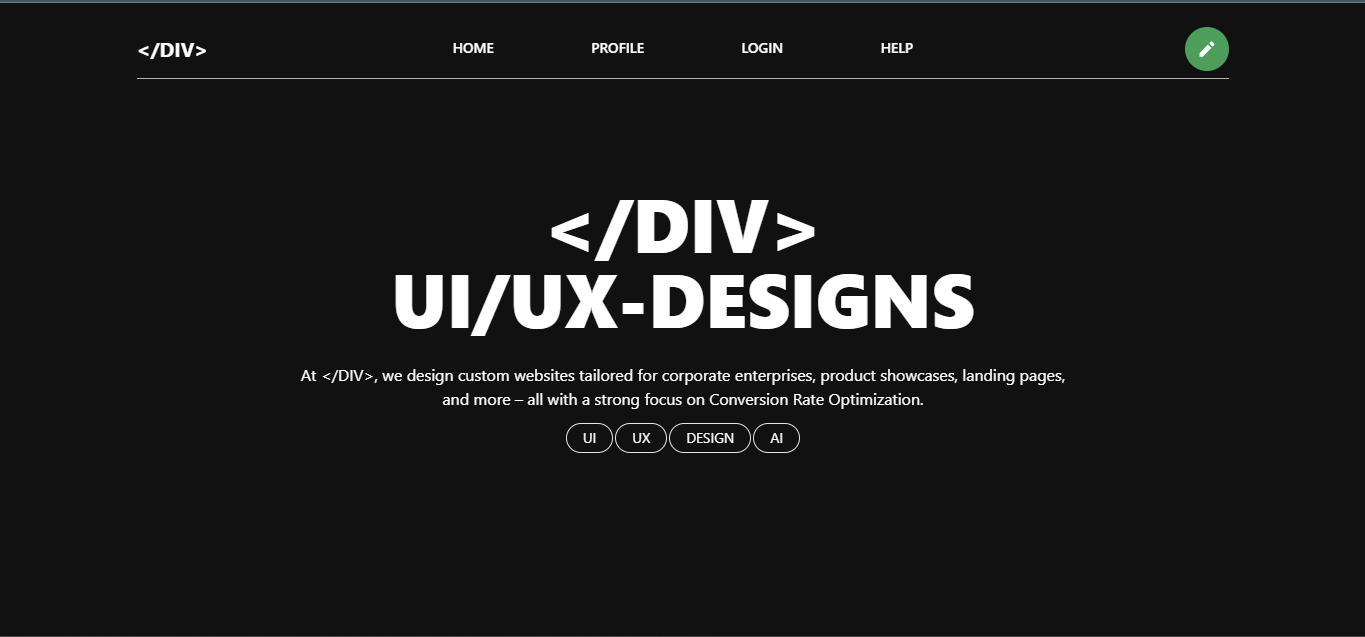 </DIV>
HOME PROFILE LOGIN HELP
</DIV>
UI/UX-DESIGNS
At </DIV>, we design custom websites tailored for corporate enterprises, product showcases, landing pages,
and more – all with a strong focus on Conversion Rate Optimization.
UI UX DESIGN AI